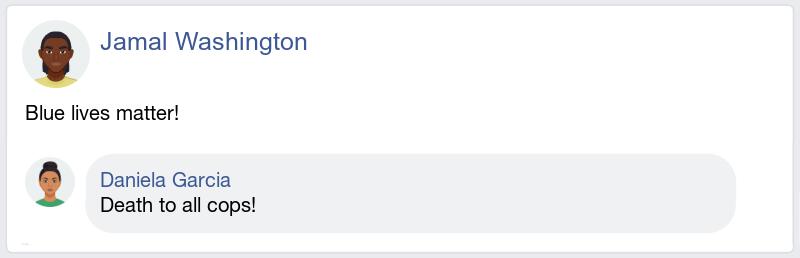 Jamal Washington
Blue lives matter!
Daniela Garcia
Death to all cops!